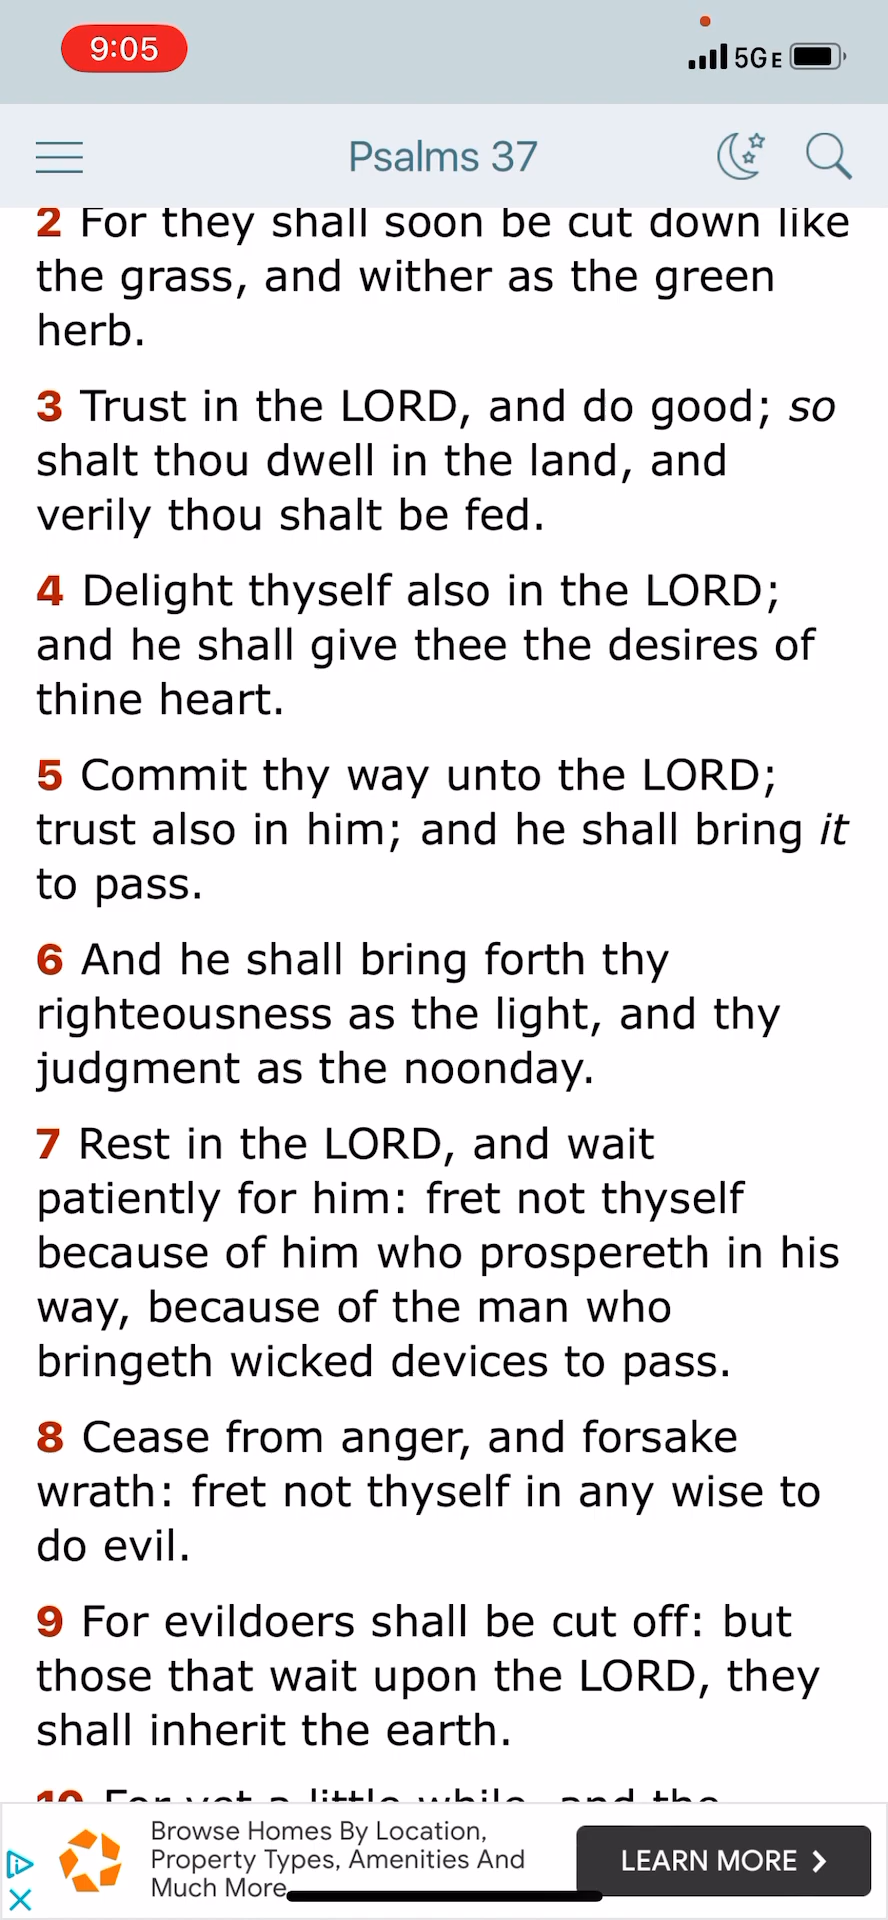 9:05
5GE
Psalms 37
2 For they shall soon be cut down like
the grass, and wither as the green
herb.
3 Trust in the LORD, and do good; so
shalt thou dwell in the land, and
verily thou shalt be fed.
4 Delight thyself also in the LORD;
and he shall give thee the desires of
thine heart.
5 Commit thy way unto the LORD;
trust also in him; and he shall bring it
to pass.
6 And he shall bring forth thy
righteousness as the light, and thy
judgment as the noonday.
7 Rest in the LORD, and wait
patiently for him: fret not thyself
because of him who prospereth in his
way, because of the man who
bringeth wicked devices to pass.
8 Cease from anger, and forsake
wrath: fret not thyself in any wise to
do evil.
9 For evildoers shall be cut off: but
those that wait upon the LORD, they
shall inherit the earth.
10 For yet a little while, and the
Browse Homes By Location,
Property Types, Amenities And
Much More
LEARN MORE